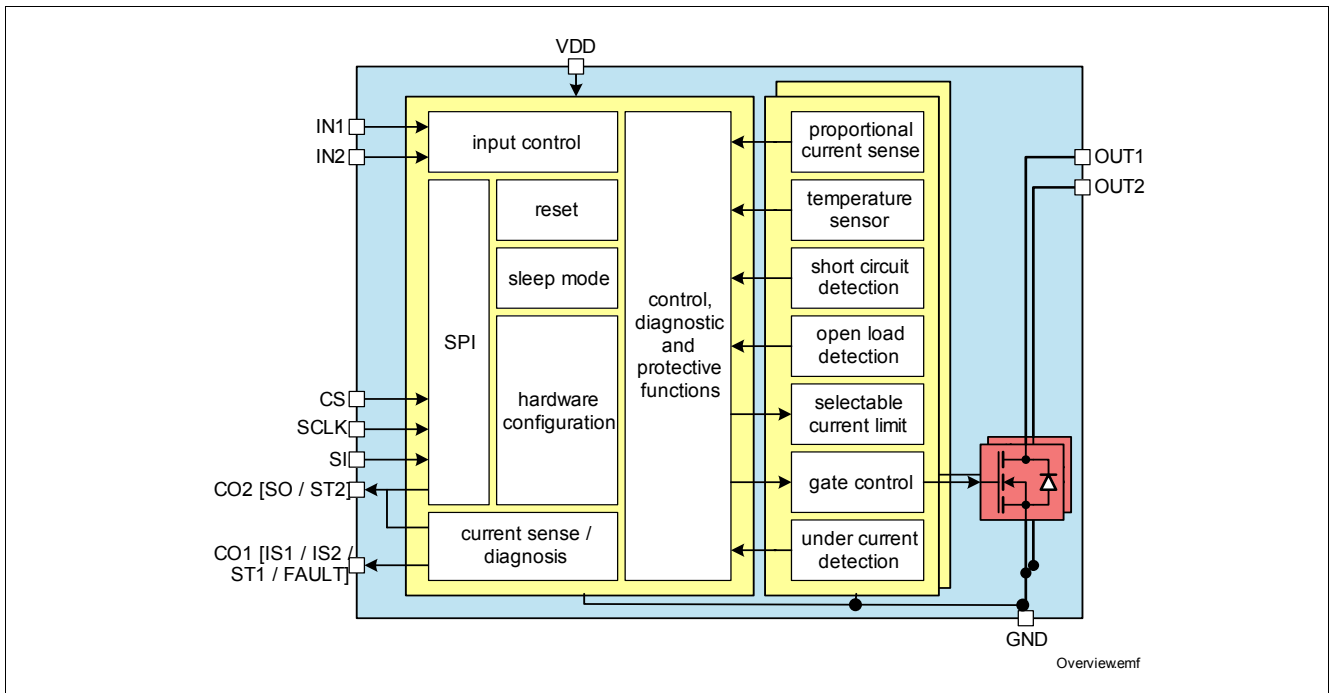 VDD
IN1
IN2
input control
SPI
reset
sleep mode
hardware
configuration
current sense /
diagnosis
control,
diagnostic
and
protective
functions
proportional
current sense
temperature
sensor
short circuit
detection
open load
detection
selectable
current limit
gate control
under current
detection
OUT1
OUT2
CS
SCLK
SI
CO2 [SO / ST2]
CO1 [IS1 / IS2 /
ST1 / FAULT]
GND
Overview.emf